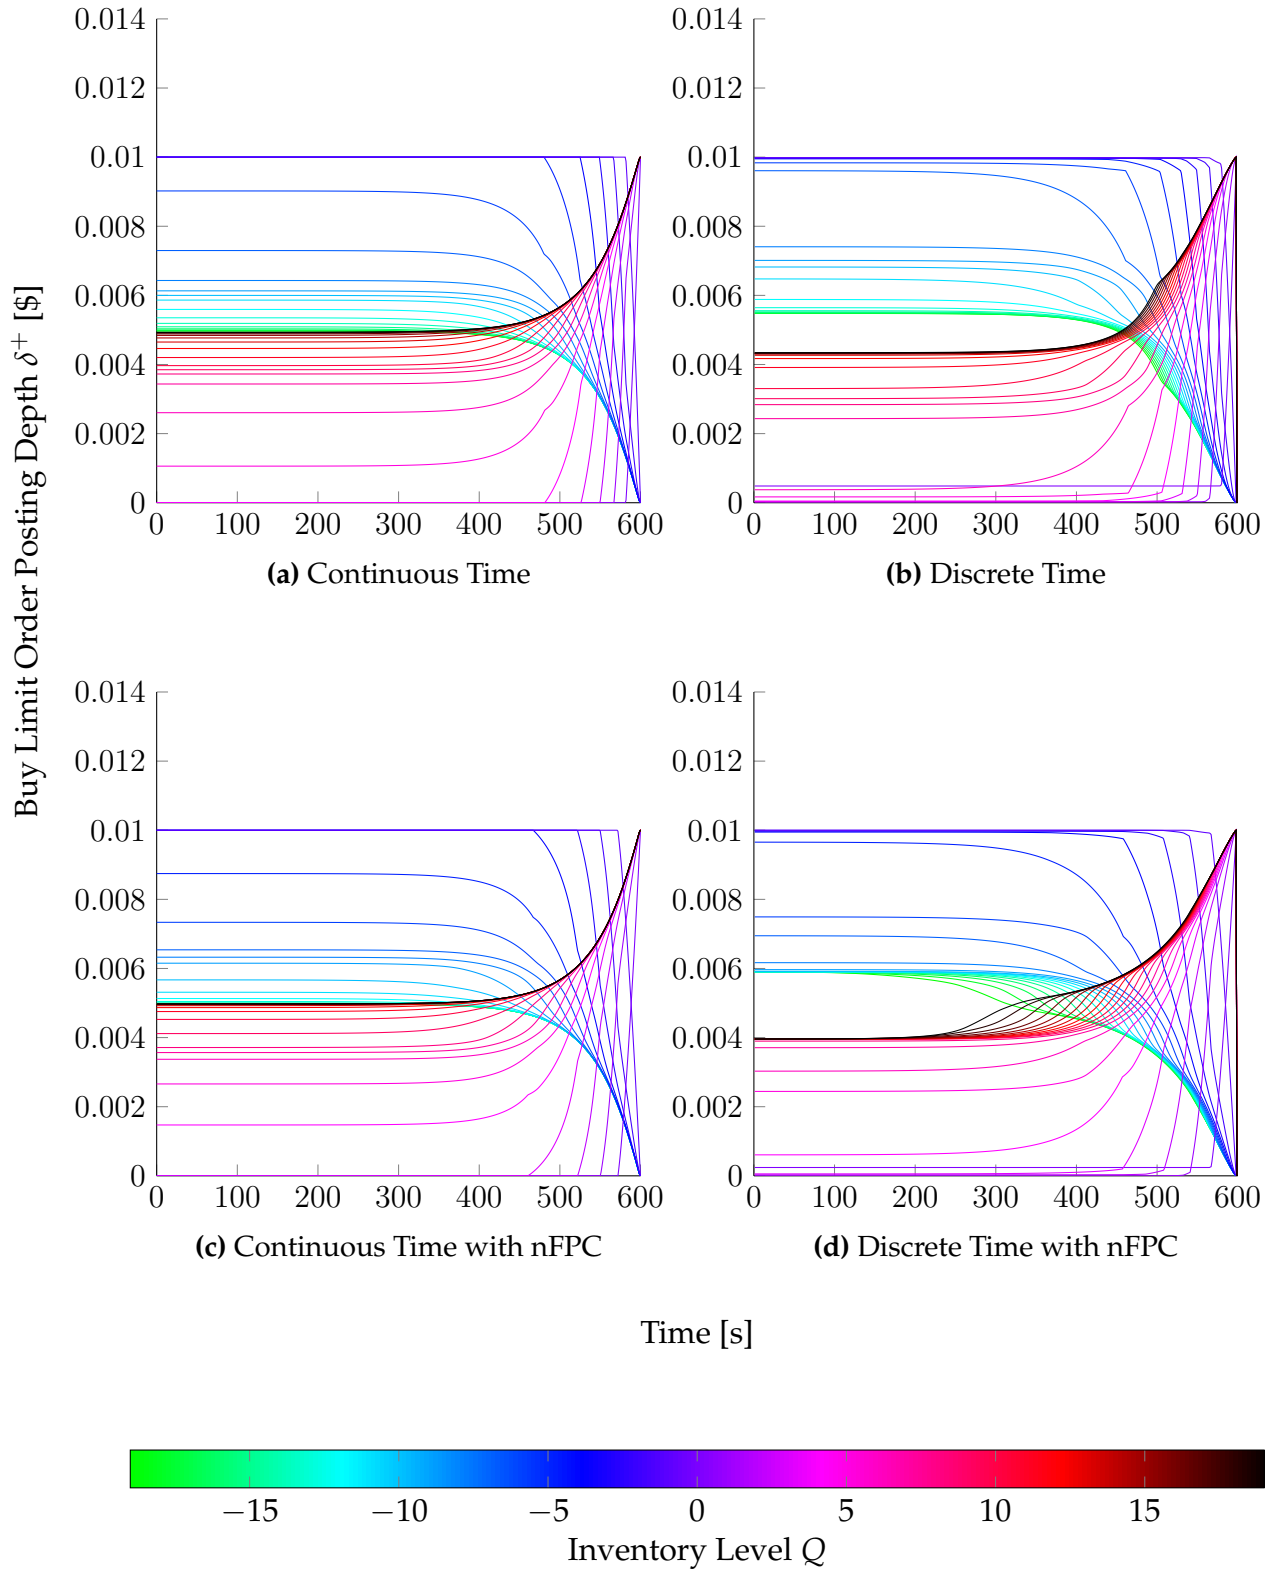 Buy Limit Order Posting Depth δ⁺ [$]
0.014
0.012
0.01
0.008
0.006
0.004
0.002
0
0 100 200 300 400 500 600
(a) Continuous Time
0.014
0.012
0.01
0.008
0.006
0.004
0.002
0
0 100 200 300 400 500 600
(b) Discrete Time
0.014
0.012
0.01
0.008
0.006
0.004
0.002
0
0 100 200 300 400 500 600
(c) Continuous Time with nFPC
0.014
0.012
0.01
0.008
0.006
0.004
0.002
0
0 100 200 300 400 500 600
(d) Discrete Time with nFPC
Time [s]
−15 −10 −5 0 5 10 15
Inventory Level Q